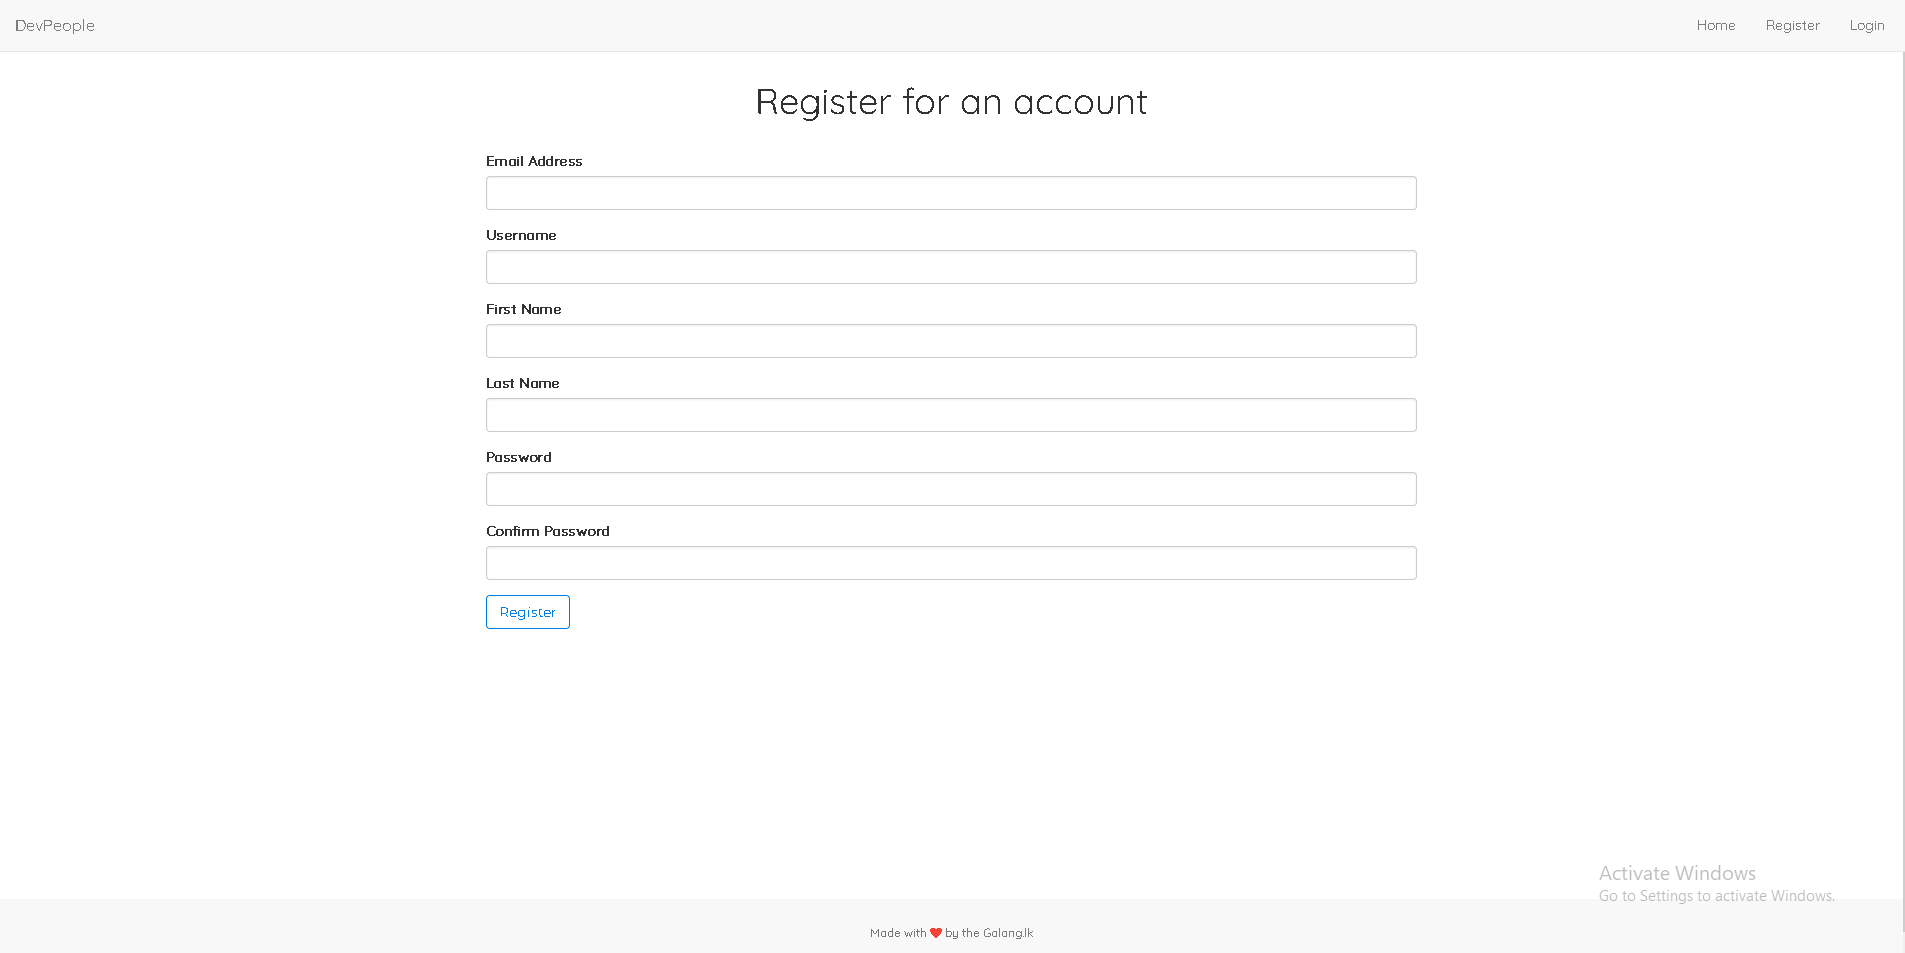 DevPeople
Home Register Login
Register for an account
Email Address
Username
First Name
Last Name
Password
Confirm Password
Register
Activate Windows
Go to Settings to activate Windows.
Made with ❤️ by the Galang.lk